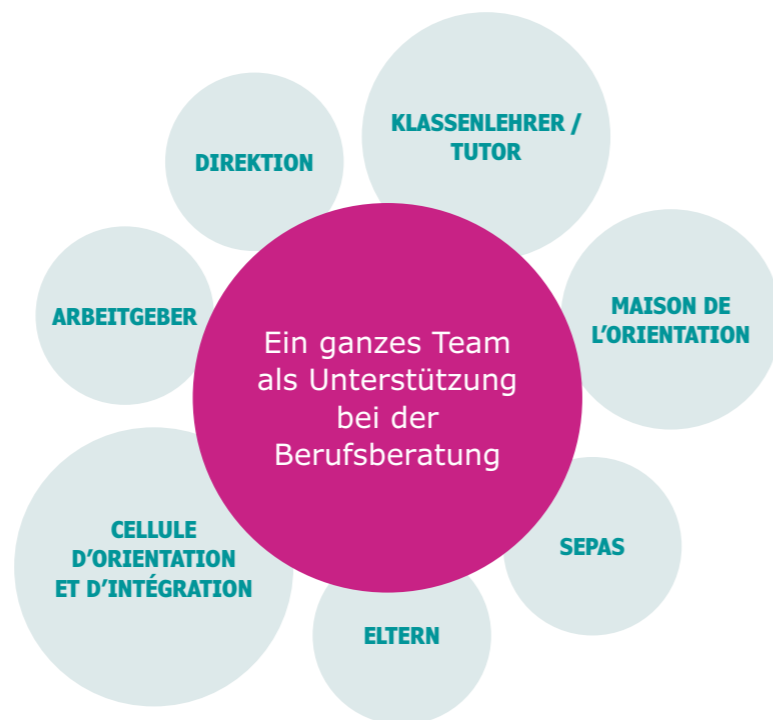 KLASSENLEHRER /
TUTOR
DIREKTION
MAISON DE
L'ORIENTATION
ARBEITGEBER
Ein ganzes Team
als Unterstützung
bei der
Berufsberatung
CELLULE
D'ORIENTATION
ET D'INTÉGRATION
SEPAS
ELTERN